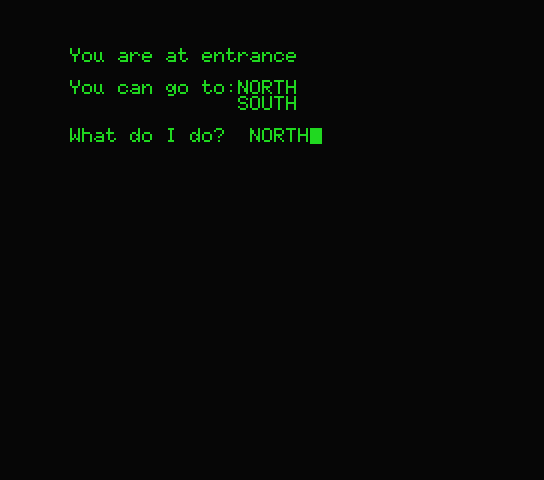 You are at entrance
You can go to:NORTH
SOUTH
What do I do?  NORTH